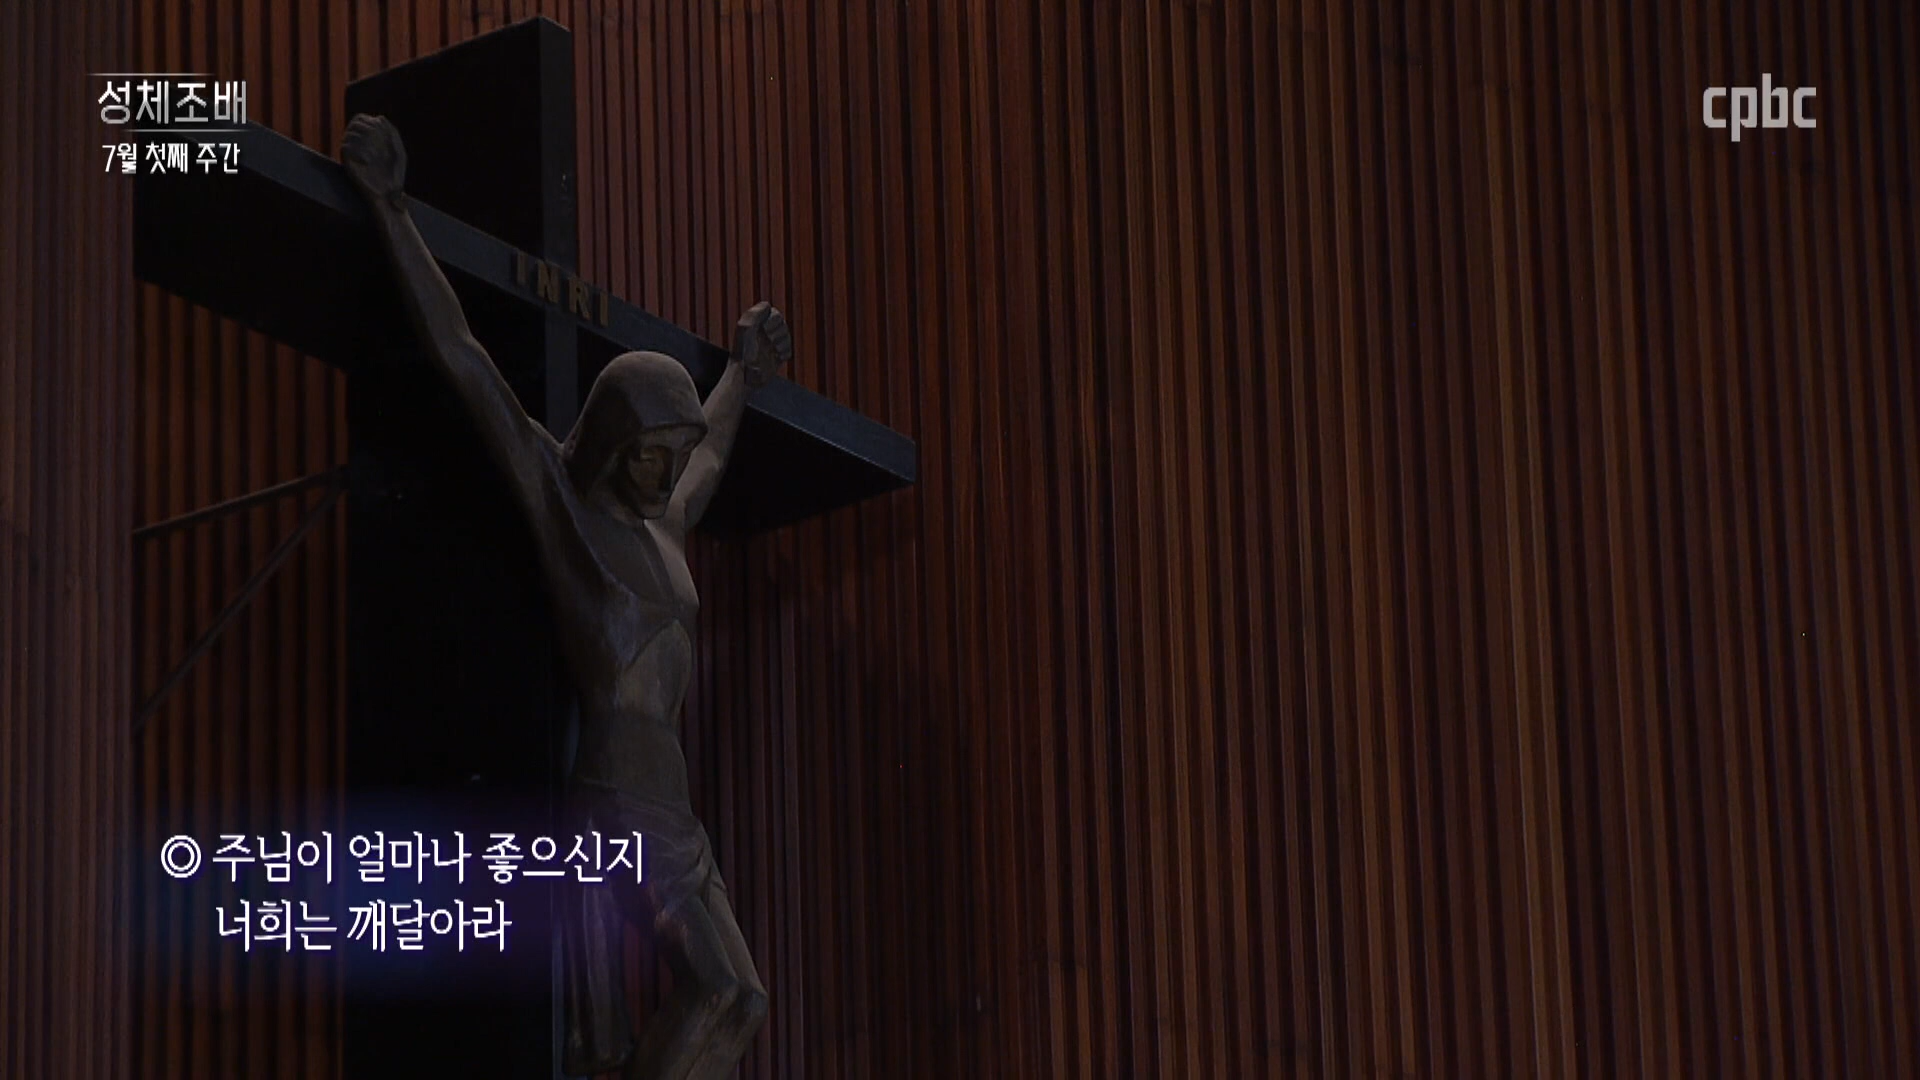 성체조배
7월 첫째 주간
cpbc
INRI
◎ 주님이 얼마나 좋으신지
너희는 깨달아라